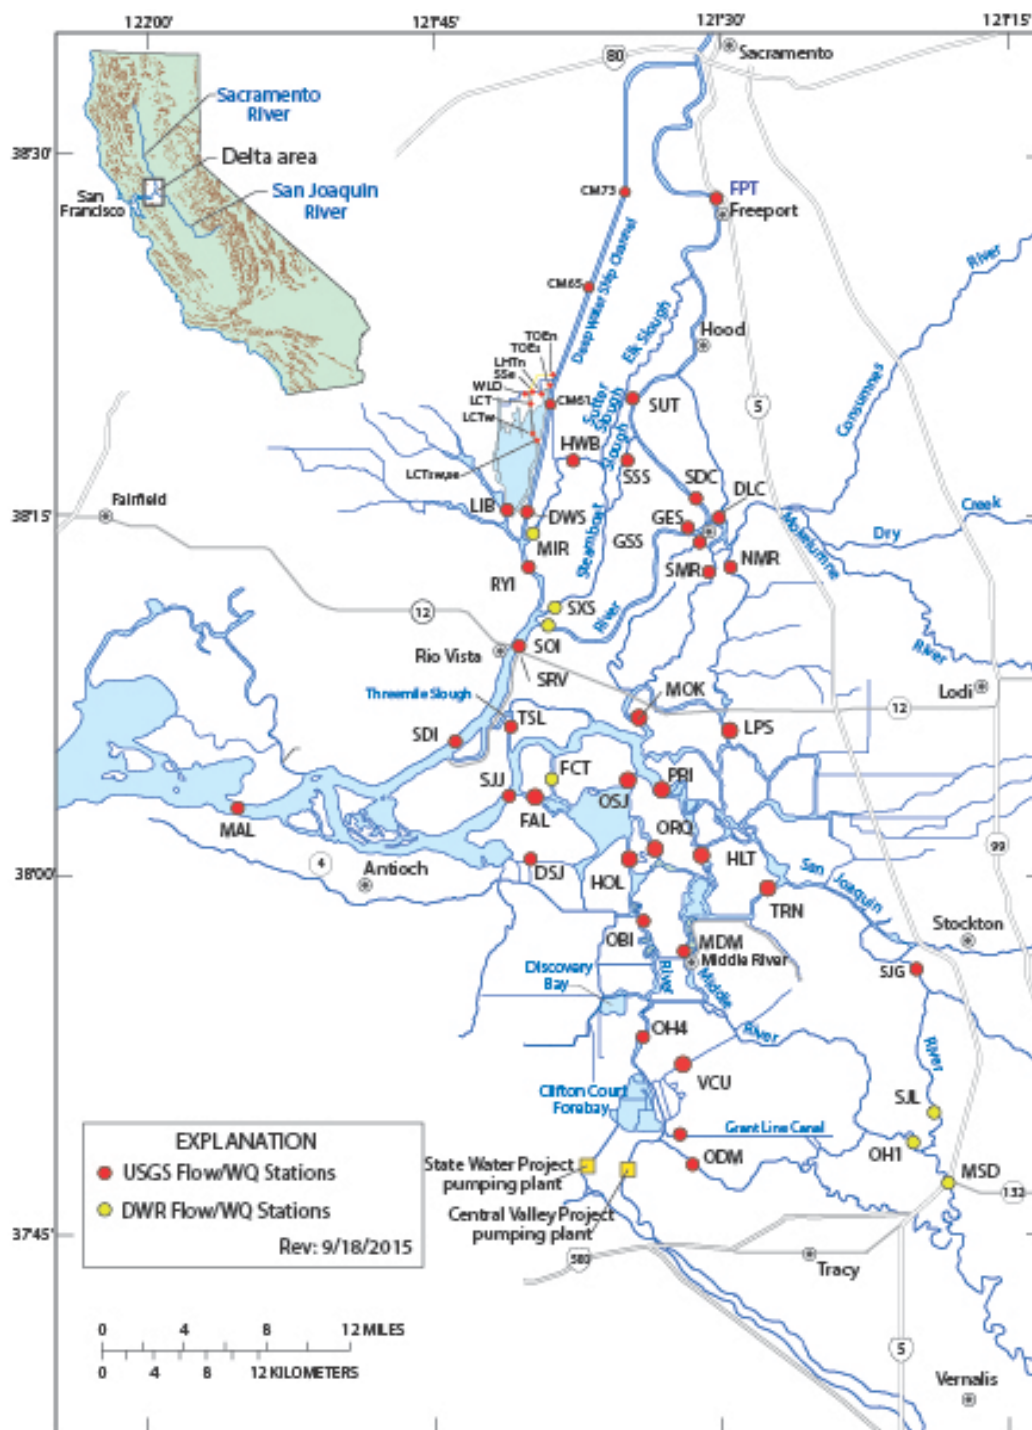 122°00'
121°45'
121°30'
121°15'
80
Sacramento
Sacramento
River
Delta area
38°30'
San
Francisco
San Joaquin
River
CM73
FPT
Freeport
River
Deep Water Ship Channel
CM65
Elk Slough
Hood
TOEn
TOEs
LHTn
SSe
WLD
LCT
CM61
LCTw
Sutter
Slough
SUT
5
Consumnes
LCTsw,se
HWB
Slough
SSS
SDC
DLC
Fairfield
38°15'
LIB
DWS
GES
Creek
MIR
Steamboat
GSS
Mokelumne
Dry
RYI
SMR
NMR
SXS
River
12
Rio Vista
SOI
River
SRV
MOK
Lodi
Threemile Slough
12
TSL
SDI
LPS
SJJ
FCT
PRI
OSJ
MAL
FAL
ORQ
99
4
Antioch
DSJ
HOL
S
HLT
38°00'
San Joaquin
TRN
Stockton
OBI
MDM
Middle River
SJG
Discovery
Bay
River
Middle
River
OH4
River
VCU
Clifton Court
Forebay
SJL
Grant Line Canal
OH1
EXPLANATION
USGS Flow/WQ Stations
DWR Flow/WQ Stations
Rev: 9/18/2015
State Water Project
pumping plant
ODM
MSD
132
Central Valley Project
pumping plant
37°45'
580
Tracy
0 4 8 12 MILES
0 4 8 12 KILOMETERS
5
Vernalis